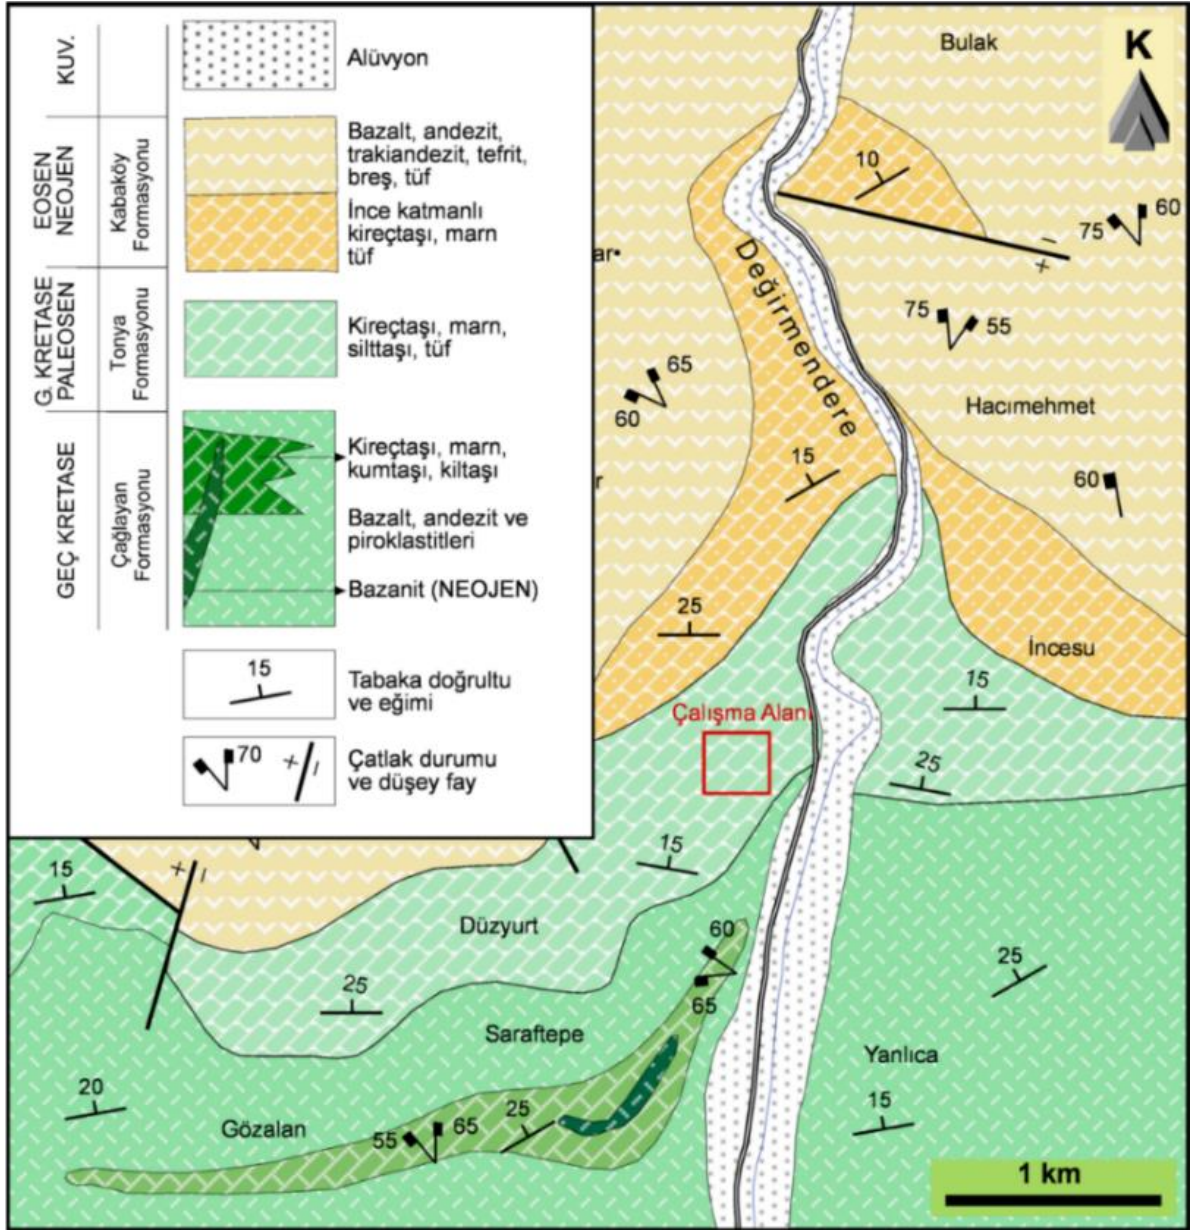 KUV.
Alüvyon
EOSEN
NEOJEN
Kabaköy
Formasyonu
Bazalt, andezit,
trakiandezit, tefrit,
breş, tüf
İnce katmanlı
kireçtaşı, marn
tüf
G. KRETASE
PALEOSEN
Tonya
Formasyonu
Kireçtaşı, marn,
silttaşı, tüf
GEÇ KRETASE
Çağlayan
Formasyonu
Kireçtaşı, marn,
kumtaşı, kiltaşı
Bazalt, andezit ve
piroklastitleri
Bazanit (NEOJEN)
15
Tabaka doğrultu
ve eğimi
70
+ –
Çatlak durumu
ve düşey fay
Bulak
K
10
75
60
– +
ar•
Değirmendere
75
55
65
60
Hacımehmet
15
r
60
25
İncesu
15
Çalışma Alanı
25
15
15
+ –
Düzyurt
60
65
25
25
Saraftepe
Yanlıca
20
Gözalan
55
65
25
15
1 km